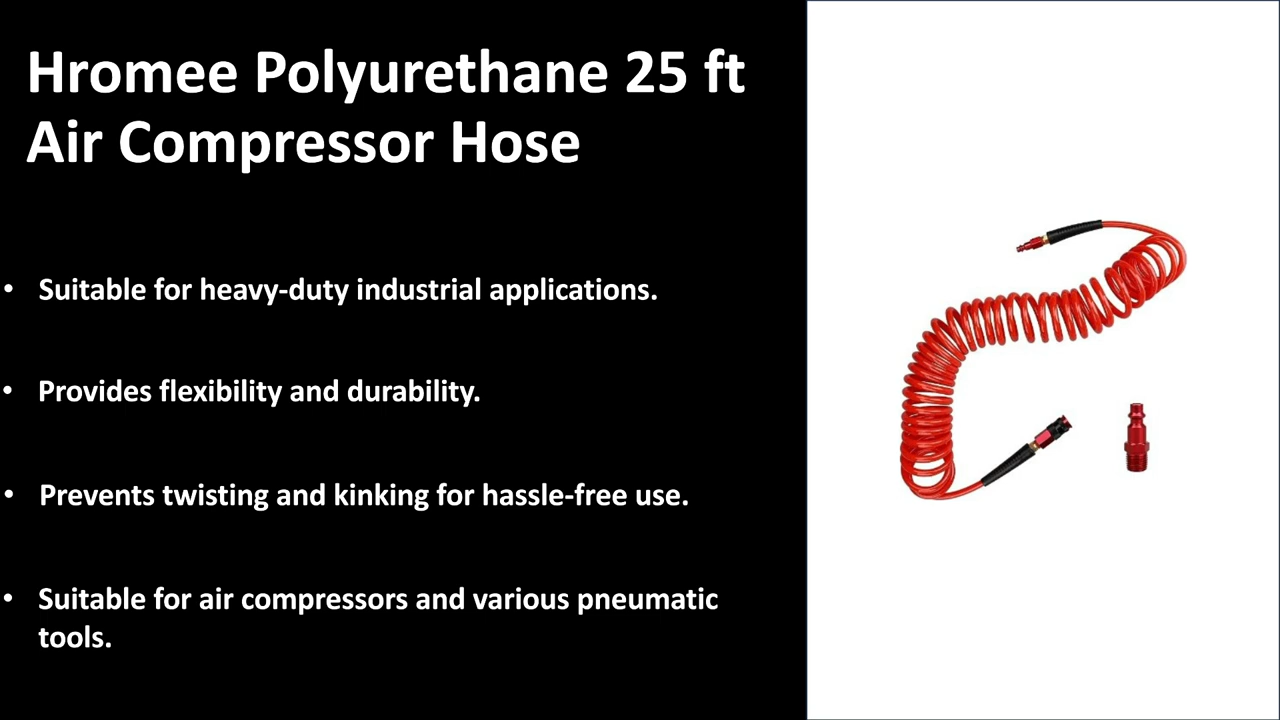 Hromee Polyurethane 25 ft
Air Compressor Hose
• Suitable for heavy-duty industrial applications.
• Provides flexibility and durability.
• Prevents twisting and kinking for hassle-free use.
• Suitable for air compressors and various pneumatic
tools.